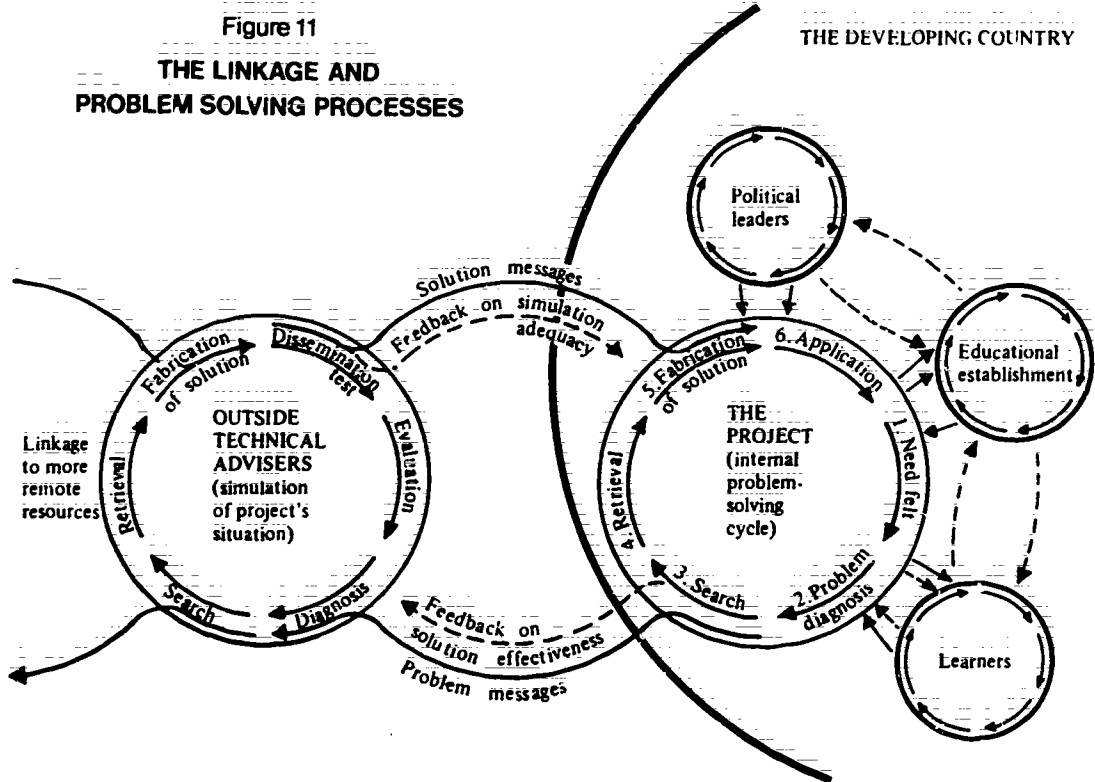 Figure 11
THE LINKAGE AND
PROBLEM SOLVING PROCESSES
THE DEVELOPING COUNTRY
Political
leaders
Educational
establishment
Learners
Solution messages
Feedback on simulation
adequacy
Feedback on
solution effectiveness
Problem messages
Linkage
to more
remote
resources
Fabrication
of solution
Dissemination
test
Evaluation
Diagnosis
Search
Retrieval
OUTSIDE
TECHNICAL
ADVISERS
(simulation
of project's
situation)
5. Fabrication
of solution
6. Application
1. Need felt
2. Problem
diagnosis
3. Search
4. Retrieval
THE
PROJECT
(internal
problem-
solving
cycle)